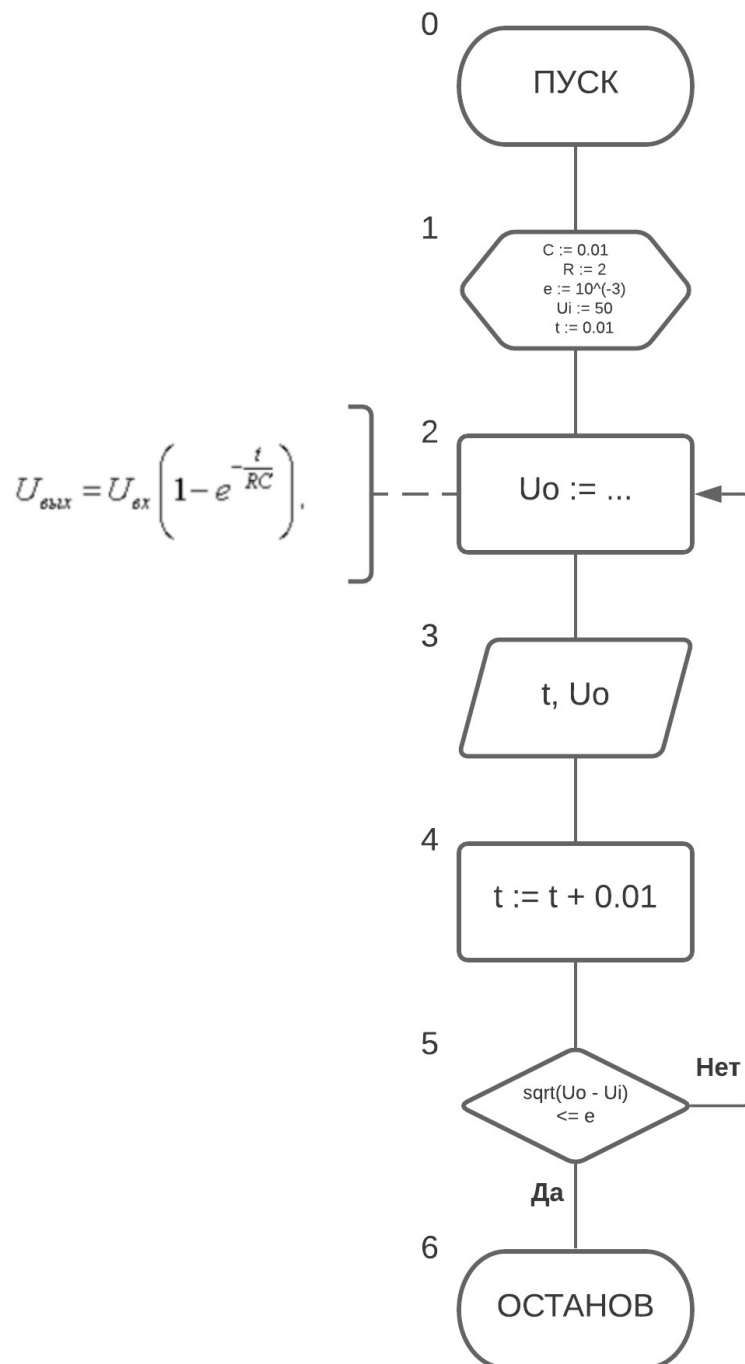 0
ПУСК
1
C := 0.01
R := 2
e := 10^(-3)
Ui := 50
t := 0.01
2
Uo := ...
U_вых = U_вх (1 - e^(-t/RC)).
3
t, Uo
4
t := t + 0.01
5
sqrt(Uo - Ui)
<= e
Нет
Да
6
ОСТАНОВ